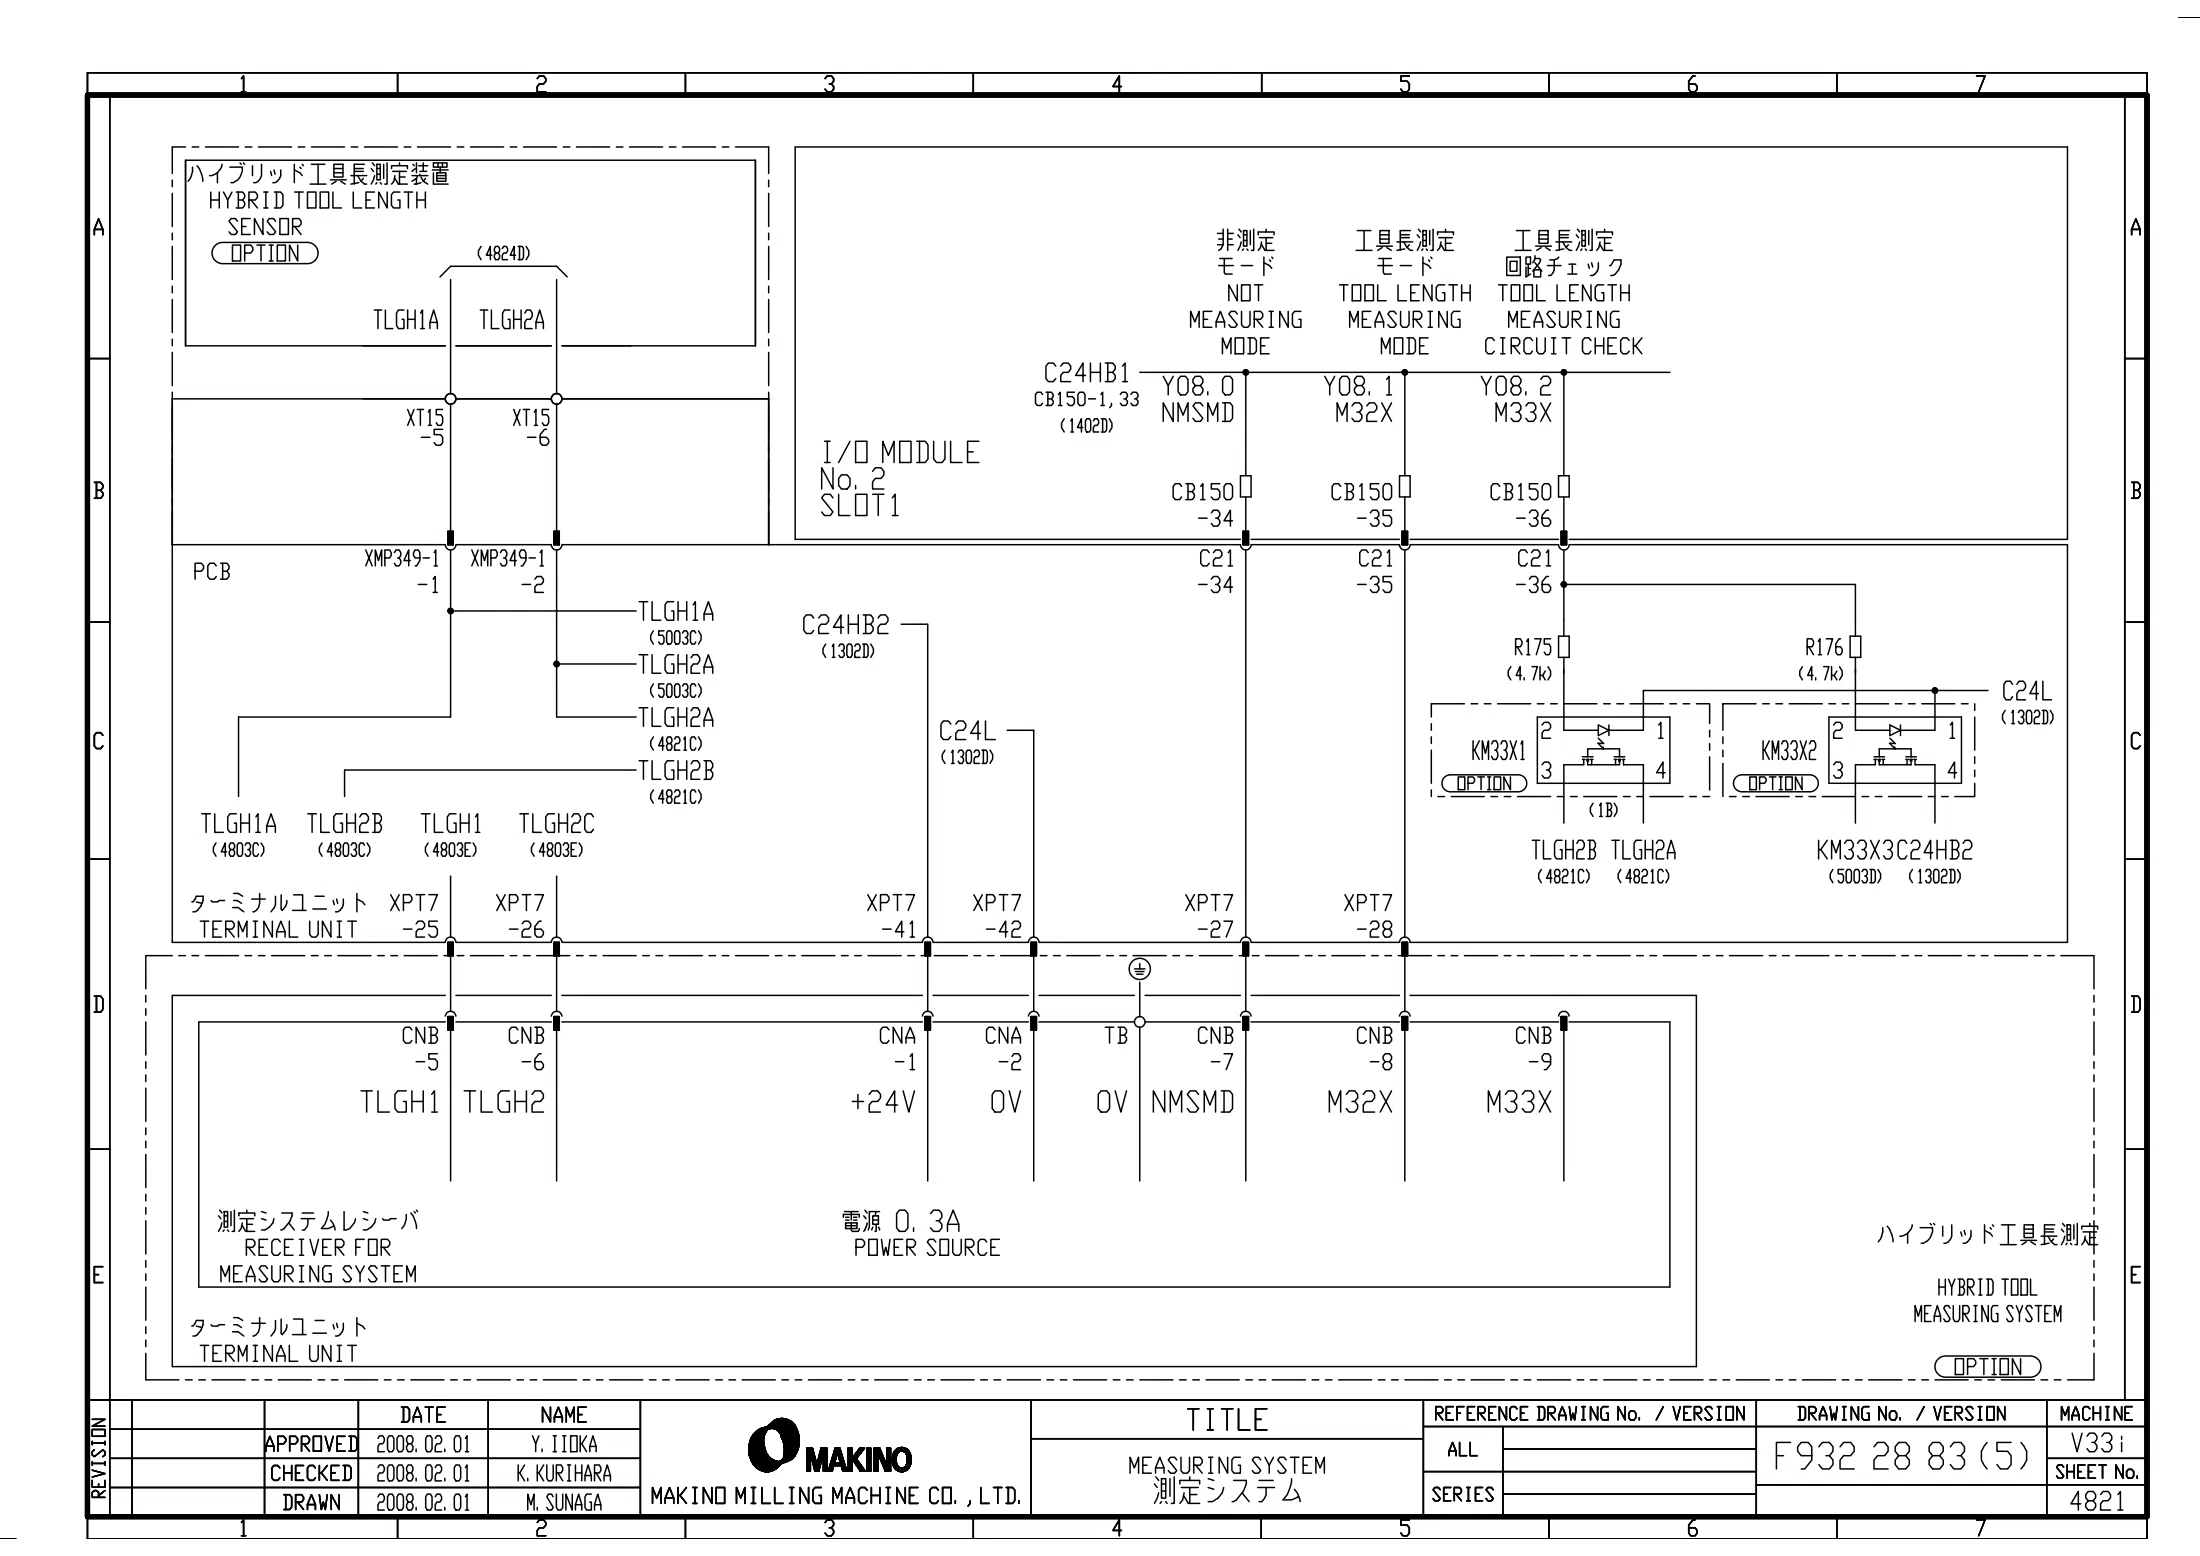 1 2 3 4 5 6 7
A A
B B
C C
D D
E E
ハイブリッド工具長測定装置
HYBRID TOOL LENGTH
SENSOR
OPTION
(4824D)
TLGH1A TLGH2A
XT15 XT15
-5 -6
XMP349-1 XMP349-1
-1 -2
非測定
モード
NOT
MEASURING
MODE
工具長測定
モード
TOOL LENGTH
MEASURING
MODE
工具長測定
回路チェック
TOOL LENGTH
MEASURING
CIRCUIT CHECK
C24HB1
CB150-1,33
(1402D)
Y08.0 Y08.1 Y08.2
NMSMD M32X M33X
I/O MODULE
No.2
SLOT1
CB150 CB150 CB150
-34 -35 -36
C21 C21 C21
-34 -35 -36
PCB
TLGH1A
(5003C)
TLGH2A
(5003C)
TLGH2A
(4821C)
TLGH2B
(4821C)
C24HB2
(1302D)
C24L
(1302D)
R175
(4.7k)
R176
(4.7k)
C24L
(1302D)
KM33X1
OPTION
2 1
3 4
(1B)
KM33X2
OPTION
2 1
3 4
TLGH2B TLGH2A
(4821C) (4821C)
KM33X3 C24HB2
(5003D) (1302D)
TLGH1A TLGH2B TLGH1 TLGH2C
(4803C) (4803C) (4803E) (4803E)
ターミナルユニット
TERMINAL UNIT
XPT7 XPT7 XPT7 XPT7 XPT7 XPT7
-25 -26 -41 -42 -27 -28
CNB CNB CNA CNA TB CNB CNB CNB
-5 -6 -1 -2 -7 -8 -9
TLGH1 TLGH2 +24V 0V 0V NMSMD M32X M33X
測定システムレシーバ
RECEIVER FOR
MEASURING SYSTEM
電源 0.3A
POWER SOURCE
ターミナルユニット
TERMINAL UNIT
ハイブリッド工具長測定
HYBRID TOOL
MEASURING SYSTEM
OPTION
REVISION
DATE NAME
APPROVED 2008.02.01 Y.IIOKA
CHECKED 2008.02.01 K.KURIHARA
DRAWN 2008.02.01 M.SUNAGA
MAKINO
MAKINO MILLING MACHINE CO.,LTD.
TITLE
MEASURING SYSTEM
測定システム
REFERENCE DRAWING No. / VERSION
ALL
SERIES
DRAWING No. / VERSION
F932 28 83(5)
MACHINE
V33i
SHEET No.
4821
1 2 3 4 5 6 7